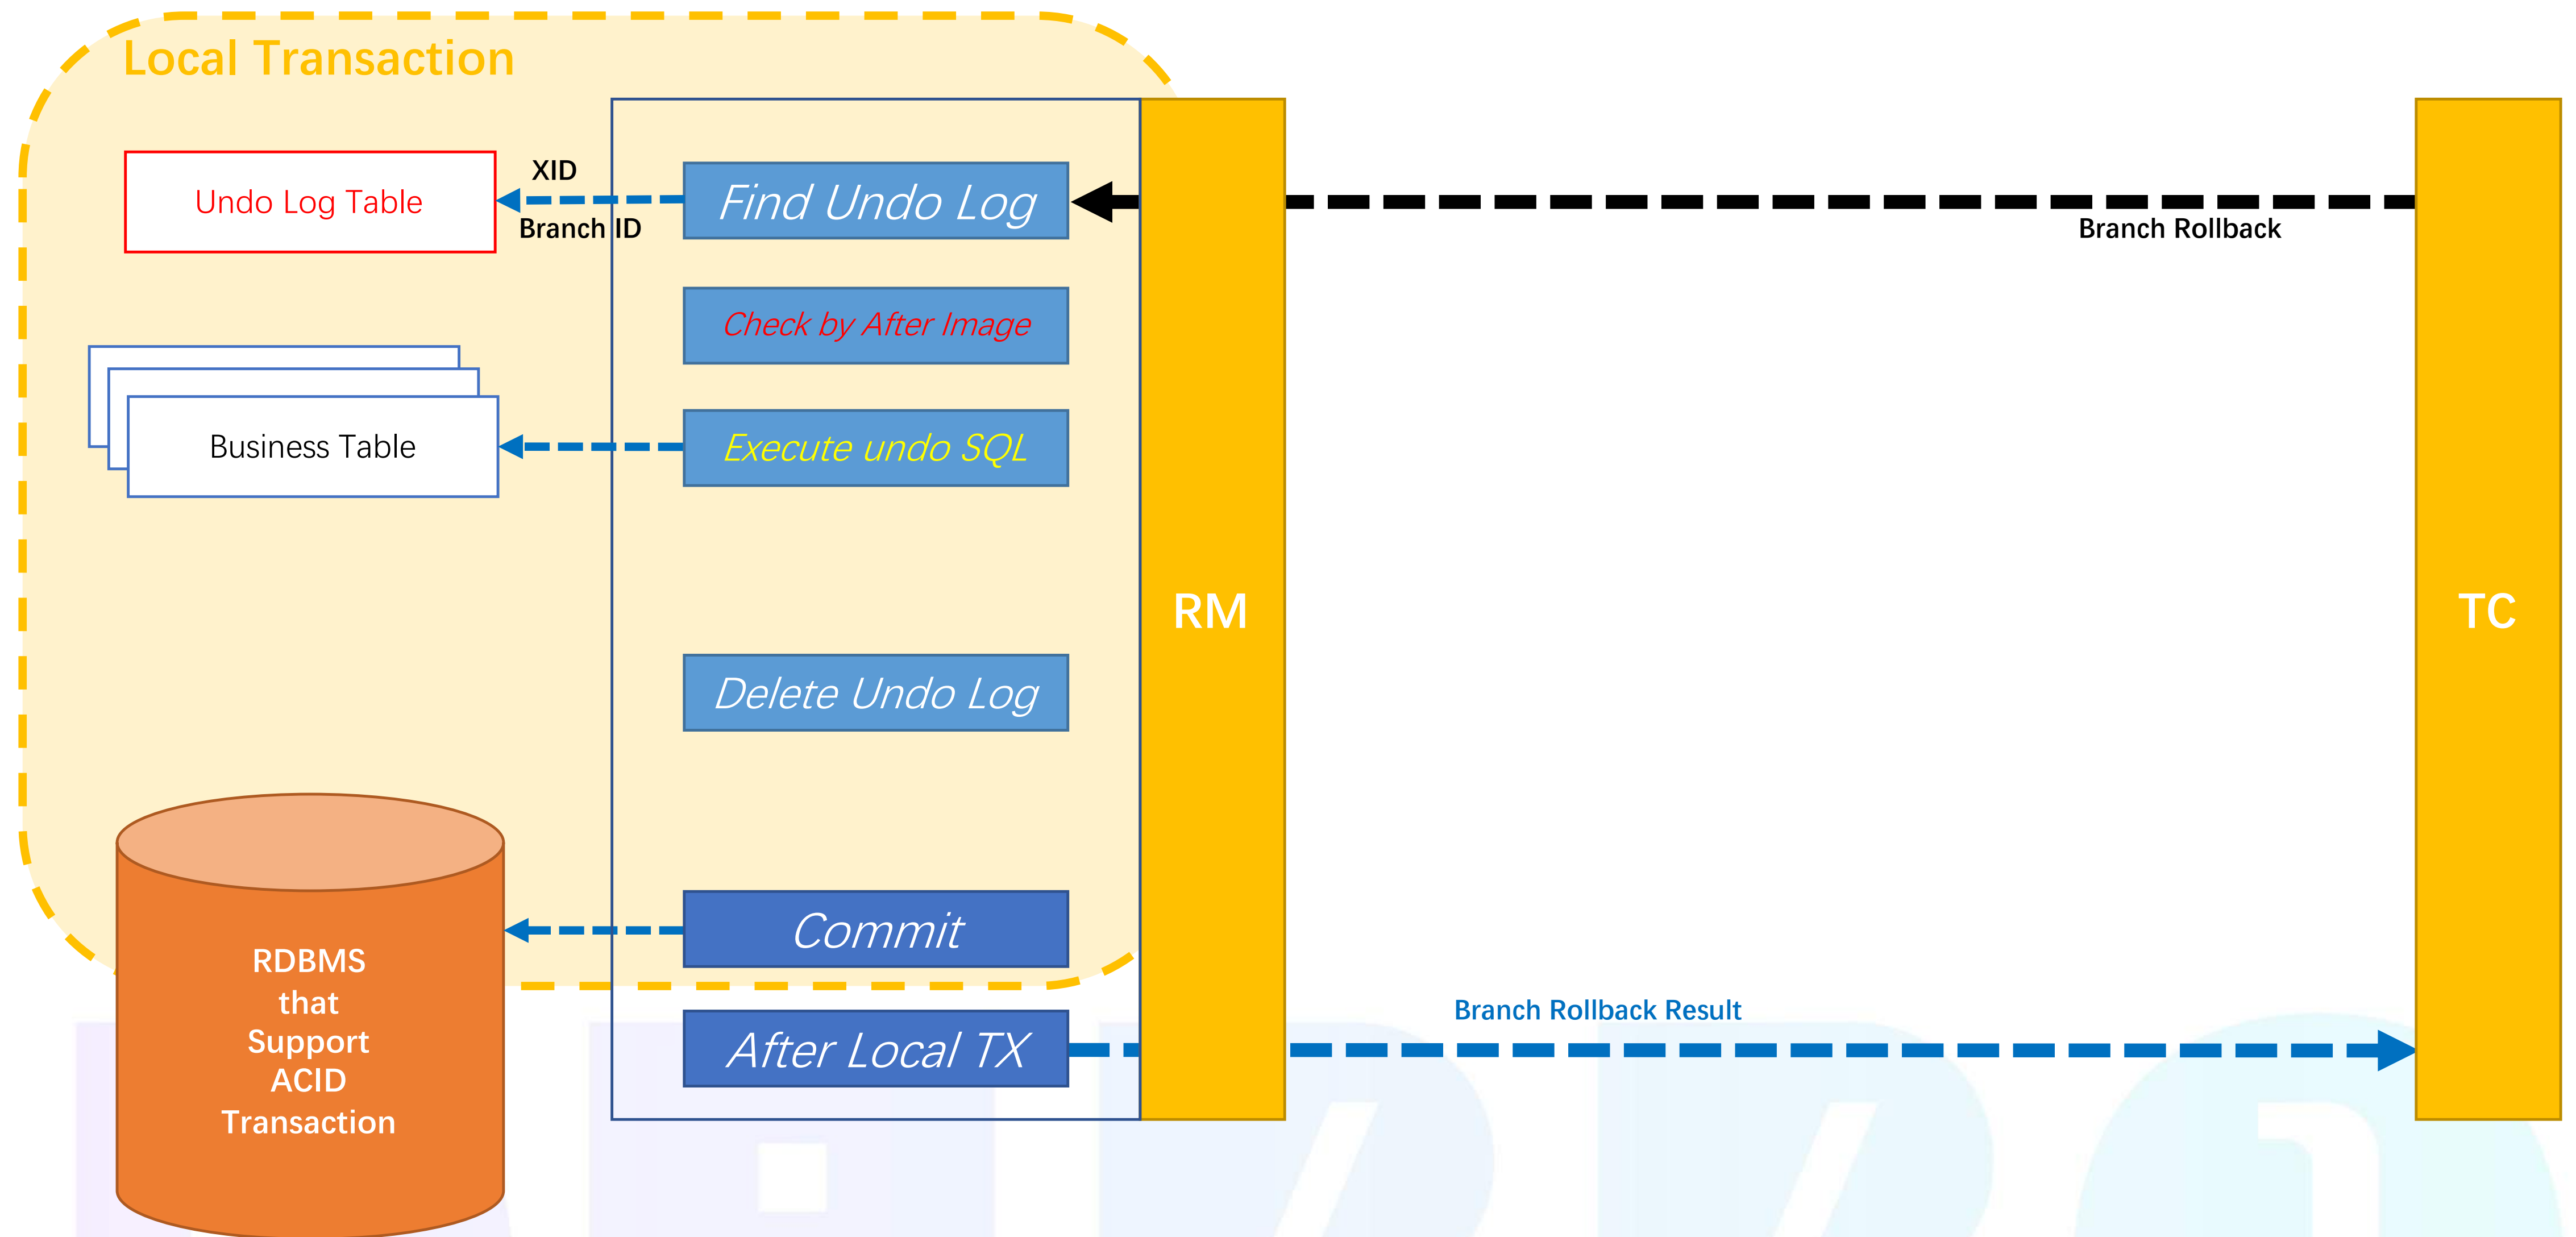 Local Transaction
Undo Log Table
XID
Branch ID
Find Undo Log
Branch Rollback
Check by After Image
Business Table
Execute undo SQL
RM
TC
Delete Undo Log
Commit
RDBMS
that
Support
ACID
Transaction
After Local TX
Branch Rollback Result